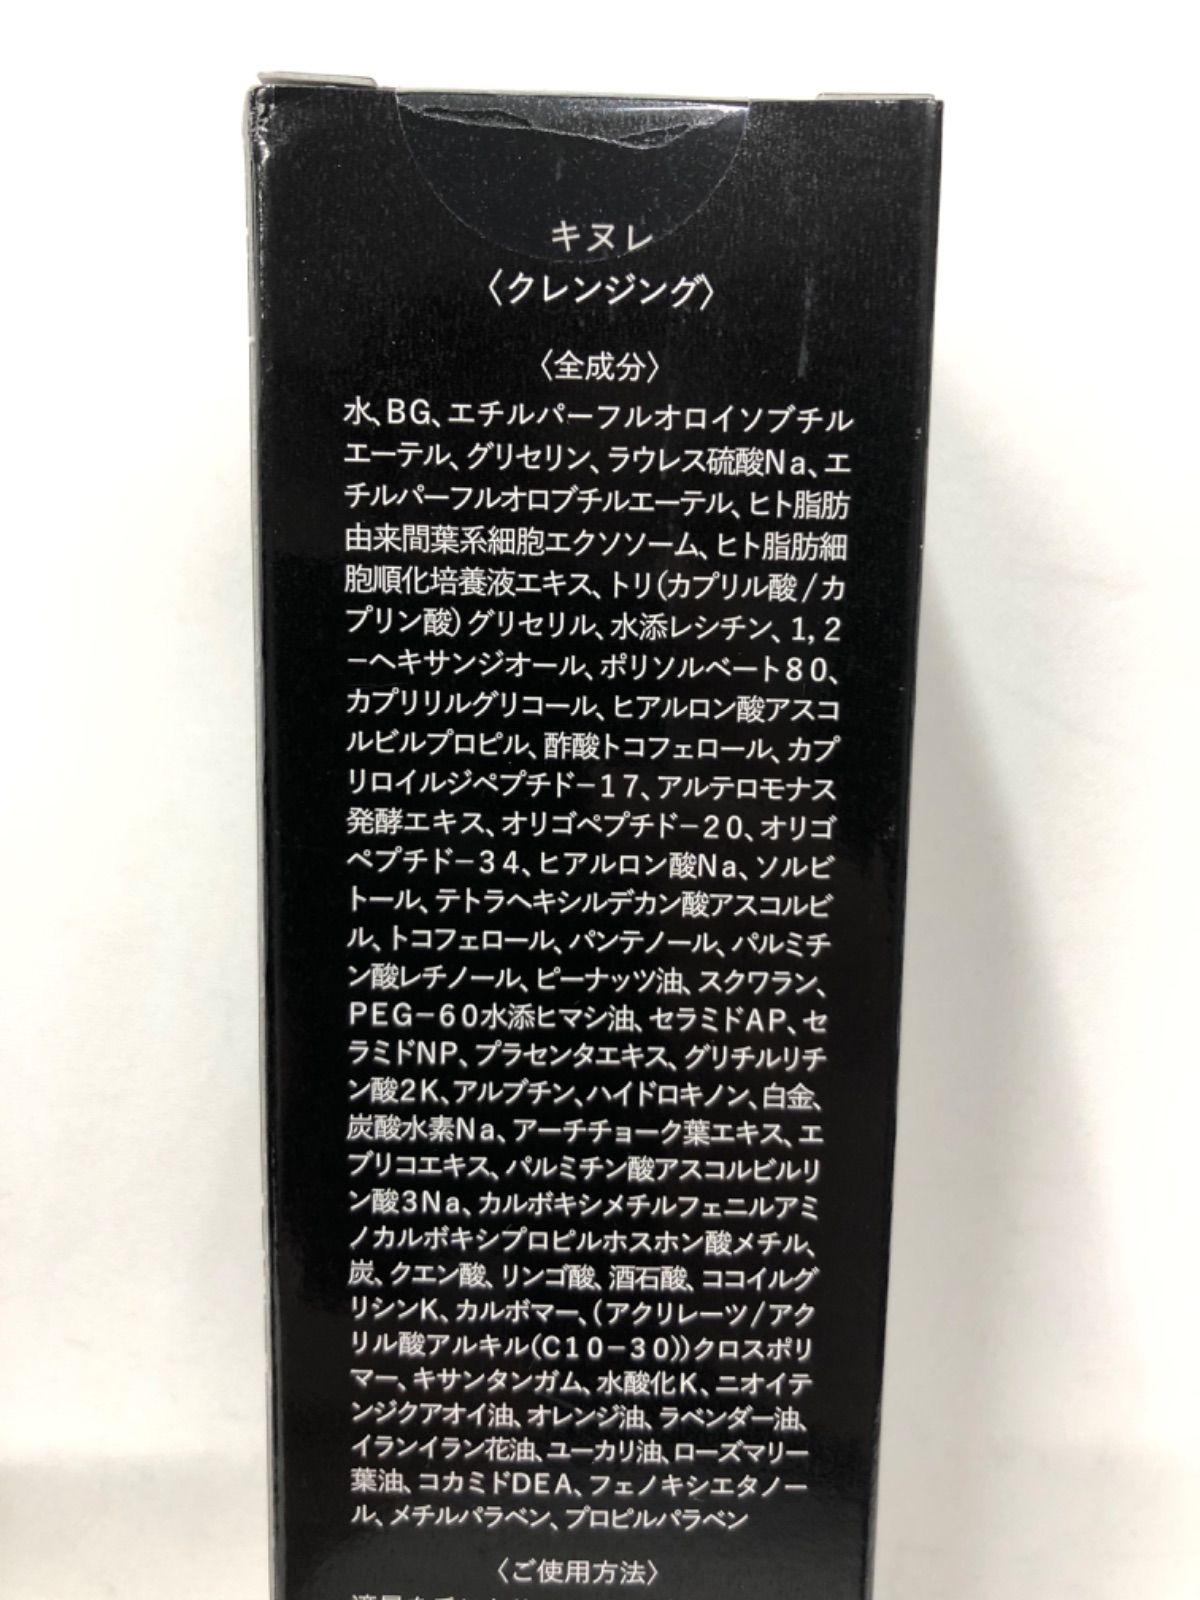 キヌレ
〈クレンジング〉
〈全成分〉
水、BG、エチルパーフルオロイソブチル
エーテル、グリセリン、ラウレス硫酸Na、エ
チルパーフルオロブチルエーテル、ヒト脂肪
由来間葉系細胞エクソソーム、ヒト脂肪細
胞順化培養液エキス、トリ(カプリル酸/カ
プリン酸)グリセリル、水添レシチン、1,2
−ヘキサンジオール、ポリソルベート80、
カプリリルグリコール、ヒアルロン酸アスコ
ルビルプロピル、酢酸トコフェロール、カプ
リロイルジペプチド−17、アルテロモナス
発酵エキス、オリゴペプチド−20、オリゴ
ペプチド−34、ヒアルロン酸Na、ソルビ
トール、テトラヘキシルデカン酸アスコルビ
ル、トコフェロール、パンテノール、パルミチ
ン酸レチノール、ピーナッツ油、スクワラン、
PEG−60水添ヒマシ油、セラミドAP、セ
ラミドNP、プラセンタエキス、グリチルリチ
ン酸2K、アルブチン、ハイドロキノン、白金、
炭酸水素Na、アーチチョーク葉エキス、エ
ブリコエキス、パルミチン酸アスコルビルリ
ン酸3Na、カルボキシメチルフェニルアミ
ノカルボキシプロピルホスホン酸メチル、
炭、クエン酸、リンゴ酸、酒石酸、ココイルグ
リシンK、カルボマー、(アクリレーツ/アク
リル酸アルキル(C10−30))クロスポリ
マー、キサンタンガム、水酸化K、ニオイテ
ンジクアオイ油、オレンジ油、ラベンダー油、
イランイラン花油、ユーカリ油、ローズマリー
葉油、コカミドDEA、フェノキシエタノー
ル、メチルパラベン、プロピルパラベン
〈ご使用方法〉